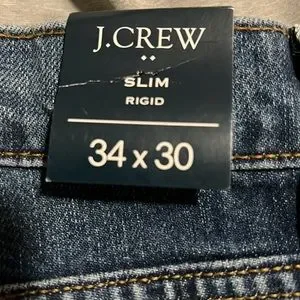 J.CREW
SLIM
RIGID
34 x 30